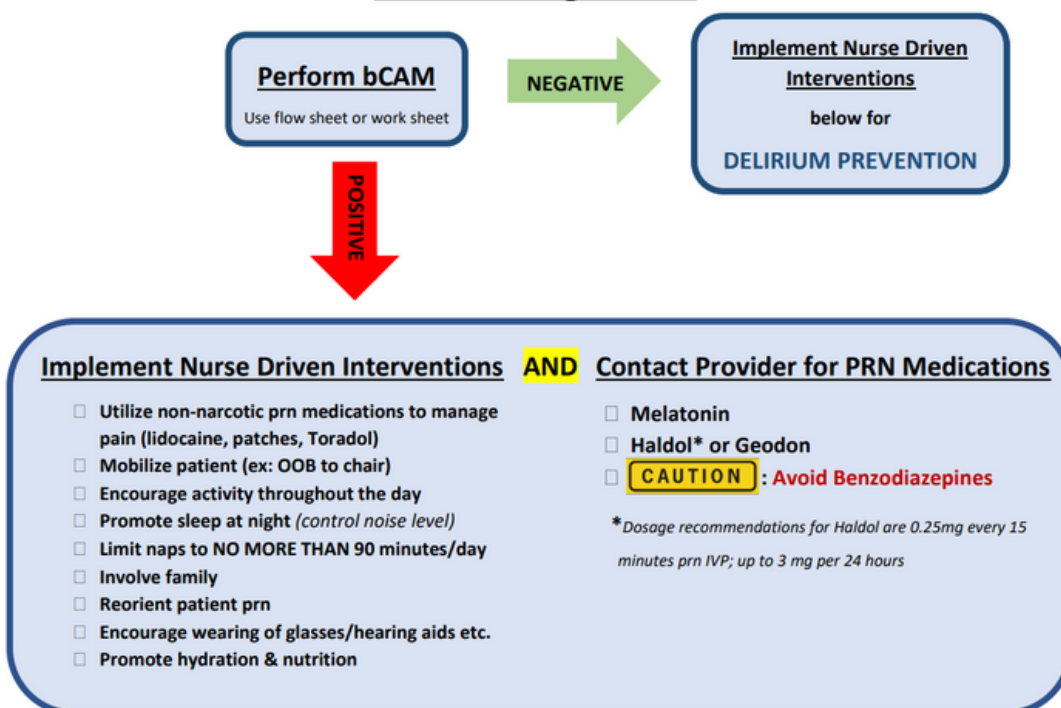 Perform bCAM
Use flow sheet or work sheet
NEGATIVE
Implement Nurse Driven
Interventions
below for
DELIRIUM PREVENTION
POSITIVE
Implement Nurse Driven Interventions AND Contact Provider for PRN Medications
☐ Utilize non-narcotic prn medications to manage
pain (lidocaine, patches, Toradol)
☐ Mobilize patient (ex: OOB to chair)
☐ Encourage activity throughout the day
☐ Promote sleep at night (control noise level)
☐ Limit naps to NO MORE THAN 90 minutes/day
☐ Involve family
☐ Reorient patient prn
☐ Encourage wearing of glasses/hearing aids etc.
☐ Promote hydration & nutrition
☐ Melatonin
☐ Haldol* or Geodon
☐ CAUTION : Avoid Benzodiazepines
*Dosage recommendations for Haldol are 0.25mg every 15
minutes prn IVP; up to 3 mg per 24 hours